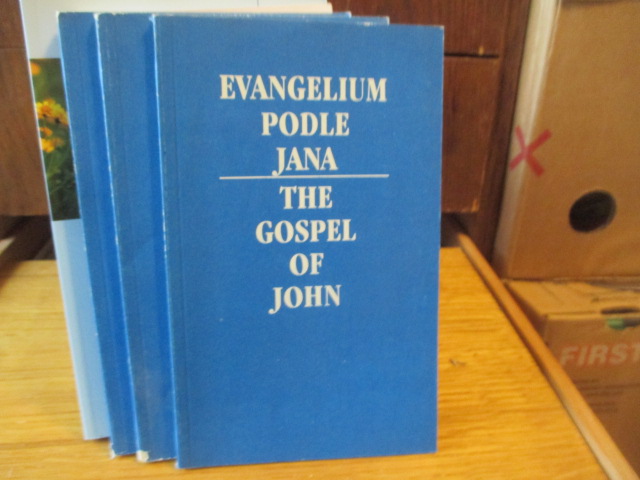 EVANGELIUM
PODLE
JANA
THE
GOSPEL
OF
JOHN
FIRST